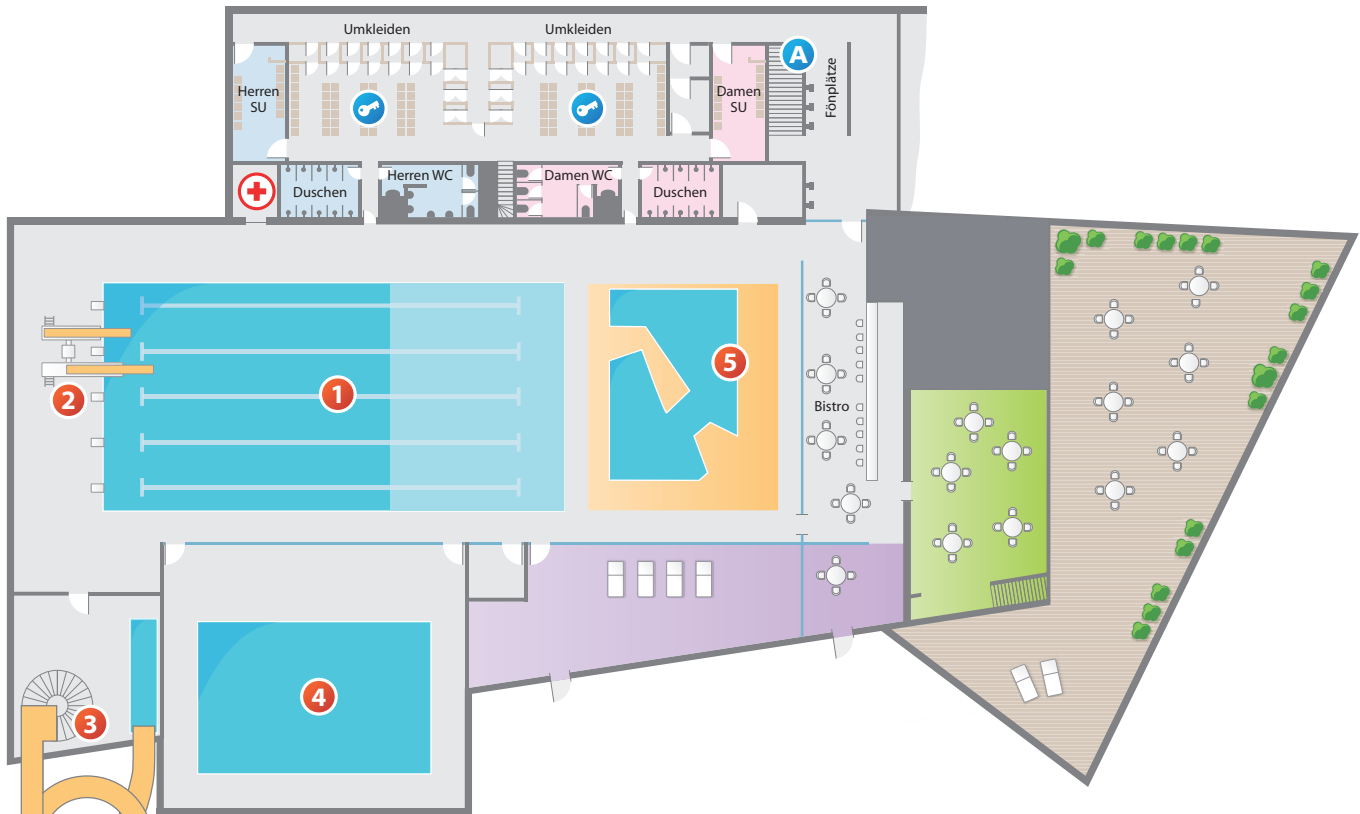 Umkleiden
Umkleiden
A
Herren
SU
Damen
SU
Fönplätze
Duschen
Herren WC
Damen WC
Duschen
1
2
5
Bistro
4
3